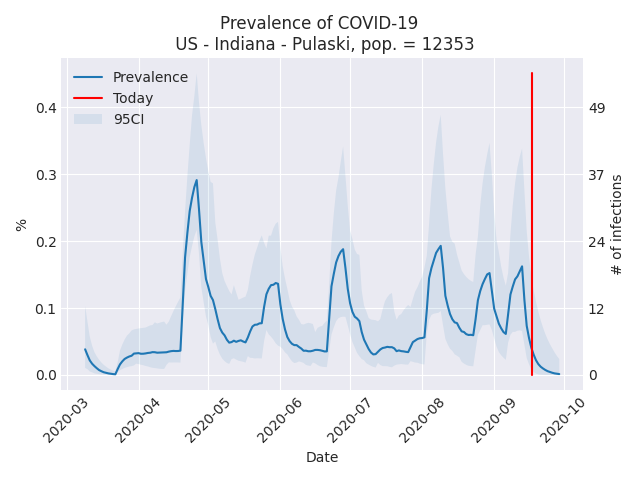 Prevalence of COVID-19
US - Indiana - Pulaski, pop. = 12353
Prevalence
Today
95CI
0.4
0.3
0.2
0.1
0.0
%
49
37
24
12
0
# of infections
2020-03
2020-04
2020-05
2020-06
2020-07
2020-08
2020-09
2020-10
Date